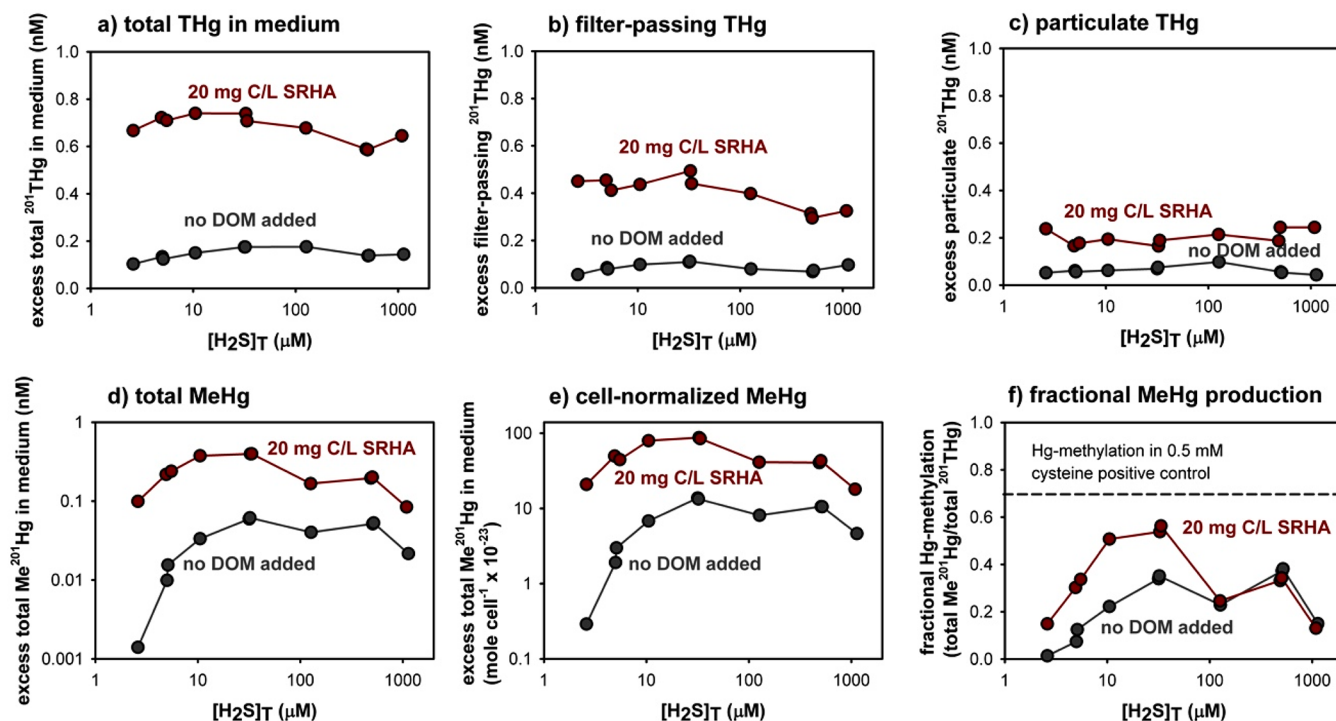 a) total THg in medium
excess total ²⁰¹THg in medium (nM)
1.0
0.8
0.6
0.4
0.2
0.0
20 mg C/L SRHA
no DOM added
1 10 100 1000
[H₂S]T (µM)
b) filter-passing THg
excess filter-passing ²⁰¹THg (nM)
1.0
0.8
0.6
0.4
0.2
0.0
20 mg C/L SRHA
no DOM added
1 10 100 1000
[H₂S]T (µM)
c) particulate THg
excess particulate ²⁰¹THg (nM)
1.0
0.8
0.6
0.4
0.2
0.0
20 mg C/L SRHA
no DOM added
1 10 100 1000
[H₂S]T (µM)
d) total MeHg
excess total Me²⁰¹Hg in medium (nM)
1
0.1
0.01
0.001
20 mg C/L SRHA
no DOM added
1 10 100 1000
[H₂S]T (µM)
e) cell-normalized MeHg
excess total Me²⁰¹Hg in medium
(mole cell⁻¹ x 10⁻²³)
100
10
1
0.1
20 mg C/L SRHA
no DOM added
1 10 100 1000
[H₂S]T (µM)
f) fractional MeHg production
fractional Hg-methylation
(total Me²⁰¹Hg/total ²⁰¹THg)
1.0
0.8
0.6
0.4
0.2
0.0
Hg-methylation in 0.5 mM
cysteine positive control
20 mg C/L SRHA
no DOM added
1 10 100 1000
[H₂S]T (µM)